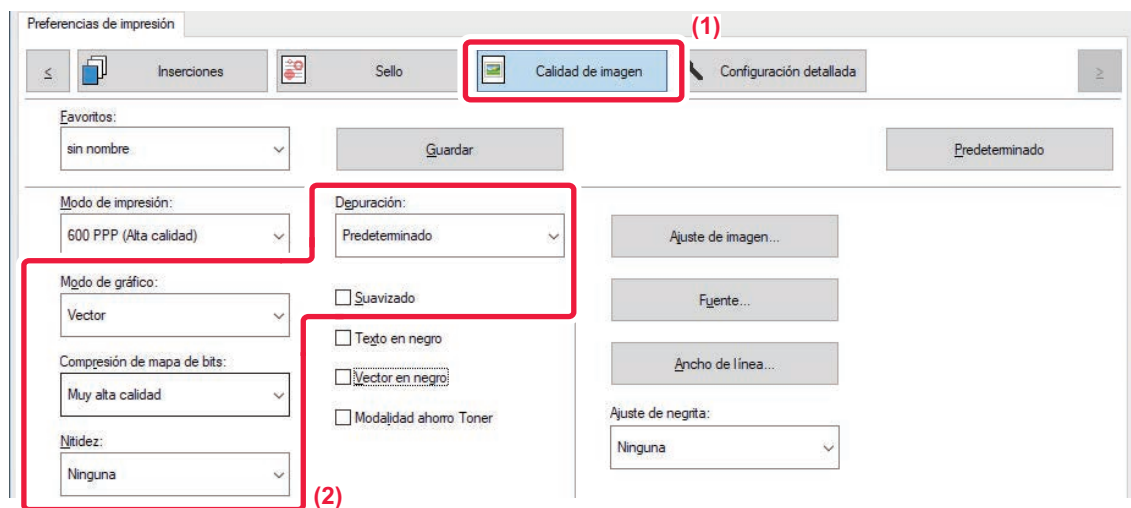 Preferencias de impresión
(1)
≤
Inserciones
Sello
Calidad de imagen
Configuración detallada
≥
Favoritos:
sin nombre
Guardar
Predeterminado
Modo de impresión:
600 PPP (Alta calidad)
Depuración:
Predeterminado
Ajuste de imagen...
Modo de gráfico:
Vector
Suavizado
Fuente...
Texto en negro
Compresión de mapa de bits:
Muy alta calidad
Vector en negro
Ancho de línea...
Modalidad ahorro Toner
Ajuste de negrita:
Ninguna
Nitidez:
Ninguna
(2)